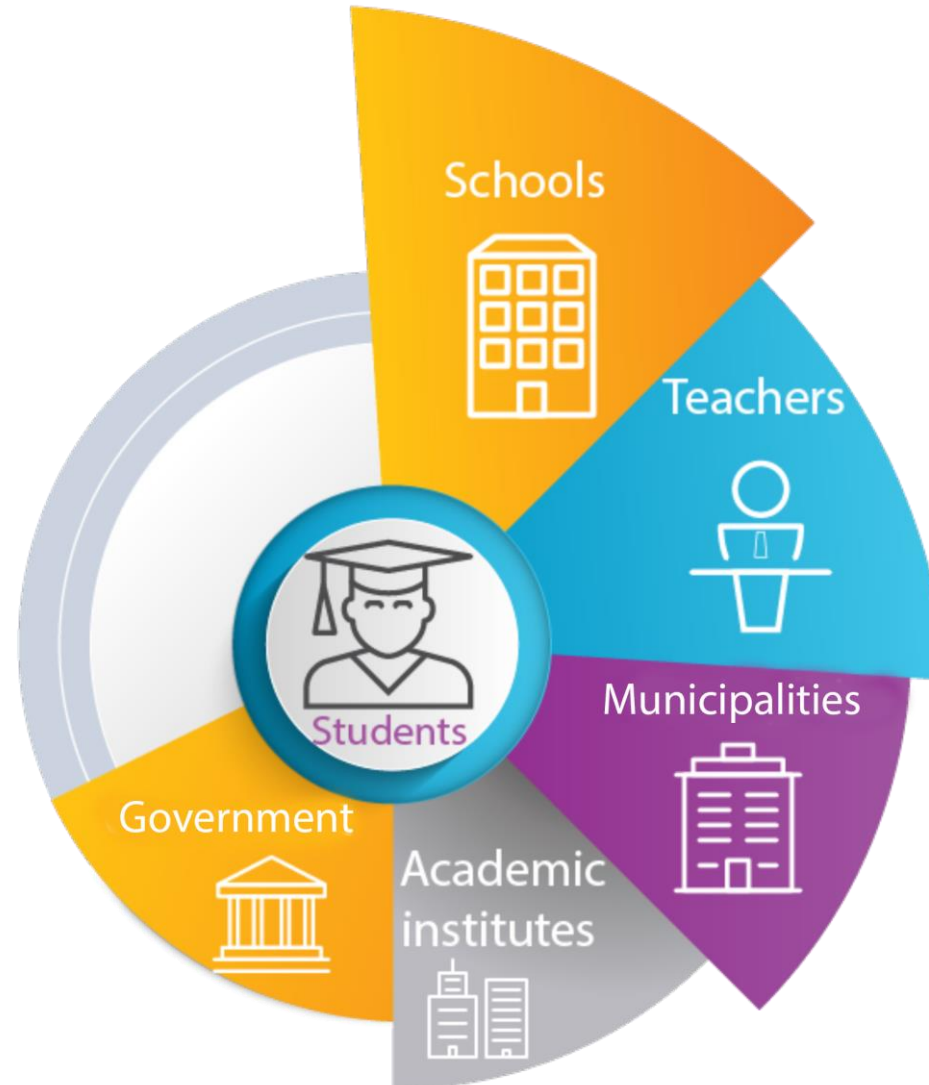 Schools
Teachers
Municipalities
Students
Government
Academic
institutes